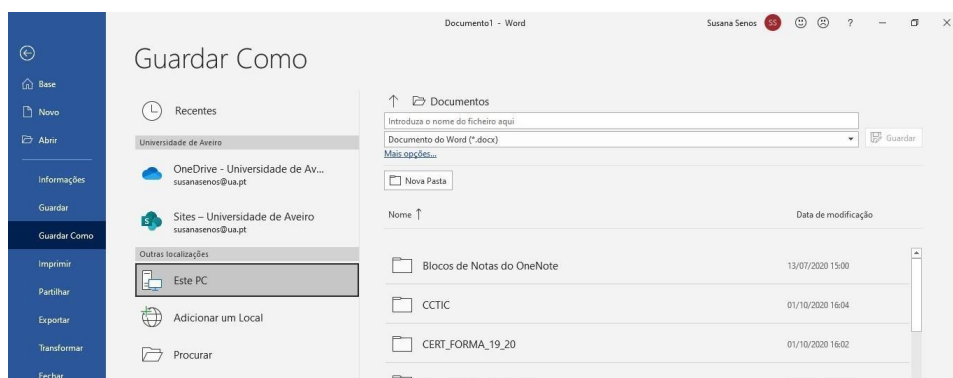 Documento1 - Word
Susana Senos SS ?
Guardar Como
Base
Novo
Abrir
Informações
Guardar
Guardar Como
Imprimir
Partilhar
Exportar
Transformar
Fechar
Recentes
Universidade de Aveiro
OneDrive - Universidade de Av...
susanasenos@ua.pt
Sites – Universidade de Aveiro
susanasenos@ua.pt
Outras localizações
Este PC
Adicionar um Local
Procurar
Documentos
Introduza o nome do ficheiro aqui
Documento do Word (*.docx)
Guardar
Mais opções...
Nova Pasta
Nome ↑ Data de modificação
Blocos de Notas do OneNote 13/07/2020 15:00
CCTIC 01/10/2020 16:04
CERT_FORMA_19_20 01/10/2020 16:02